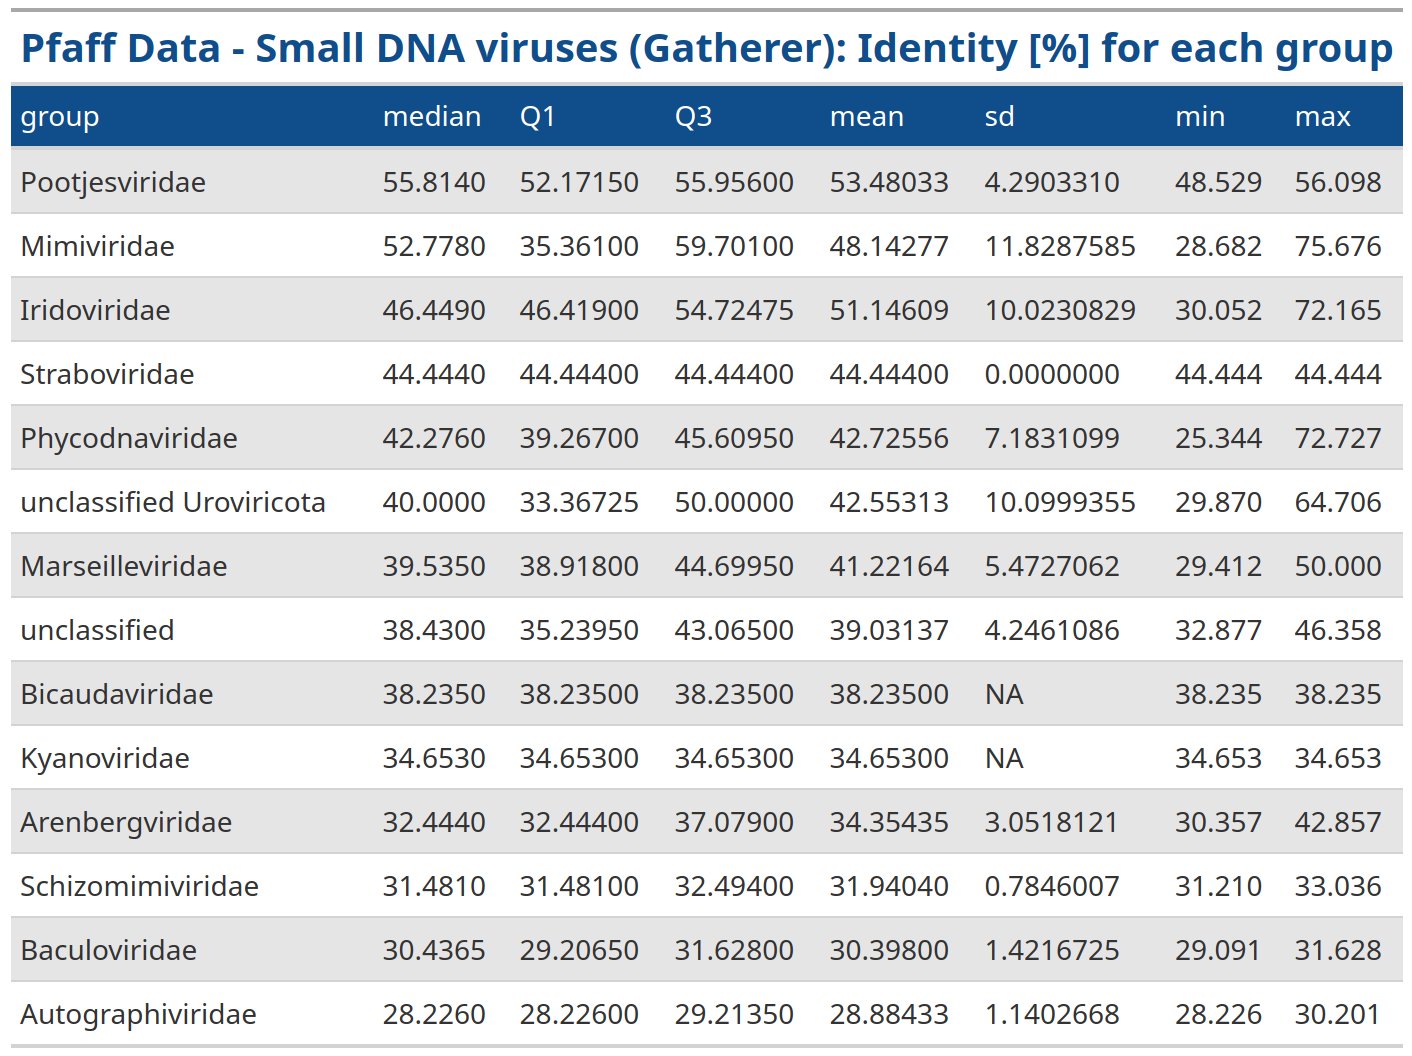 Pfaff Data - Small DNA viruses (Gatherer): Identity [%] for each group
group median Q1 Q3 mean sd min max
Pootjesviridae 55.8140 52.17150 55.95600 53.48033 4.2903310 48.529 56.098
Mimiviridae 52.7780 35.36100 59.70100 48.14277 11.8287585 28.682 75.676
Iridoviridae 46.4490 46.41900 54.72475 51.14609 10.0230829 30.052 72.165
Straboviridae 44.4440 44.44400 44.44400 44.44400 0.0000000 44.444 44.444
Phycodnaviridae 42.2760 39.26700 45.60950 42.72556 7.1831099 25.344 72.727
unclassified Uroviricota 40.0000 33.36725 50.00000 42.55313 10.0999355 29.870 64.706
Marseilleviridae 39.5350 38.91800 44.69950 41.22164 5.4727062 29.412 50.000
unclassified 38.4300 35.23950 43.06500 39.03137 4.2461086 32.877 46.358
Bicaudaviridae 38.2350 38.23500 38.23500 38.23500 NA 38.235 38.235
Kyanoviridae 34.6530 34.65300 34.65300 34.65300 NA 34.653 34.653
Arenbergviridae 32.4440 32.44400 37.07900 34.35435 3.0518121 30.357 42.857
Schizomimiviridae 31.4810 31.48100 32.49400 31.94040 0.7846007 31.210 33.036
Baculoviridae 30.4365 29.20650 31.62800 30.39800 1.4216725 29.091 31.628
Autographiviridae 28.2260 28.22600 29.21350 28.88433 1.1402668 28.226 30.201